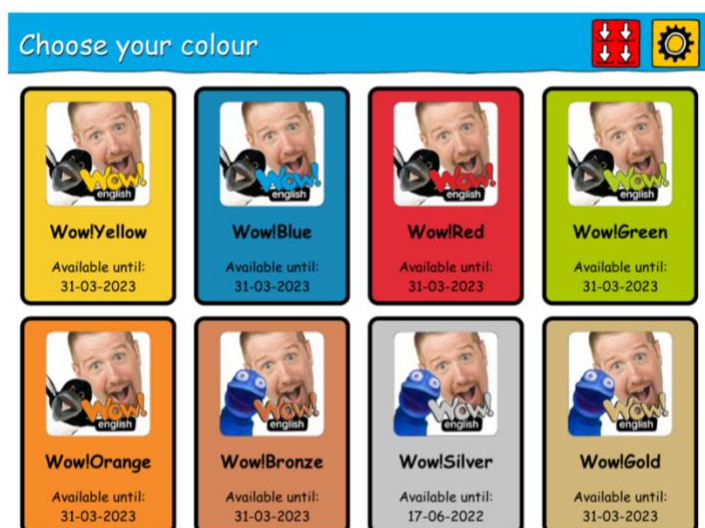 Choose your colour
Wow!
english
Wow!
english
Wow!
english
Wow!
english
Wow!Yellow
Wow!Blue
Wow!Red
Wow!Green
Available until:
31-03-2023
Available until:
31-03-2023
Available until:
31-03-2023
Available until:
31-03-2023
Wow!
english
Wow!
english
Wow!
english
Wow!
english
Wow!Orange
Wow!Bronze
Wow!Silver
Wow!Gold
Available until:
31-03-2023
Available until:
31-03-2023
Available until:
17-06-2022
Available until:
31-03-2023